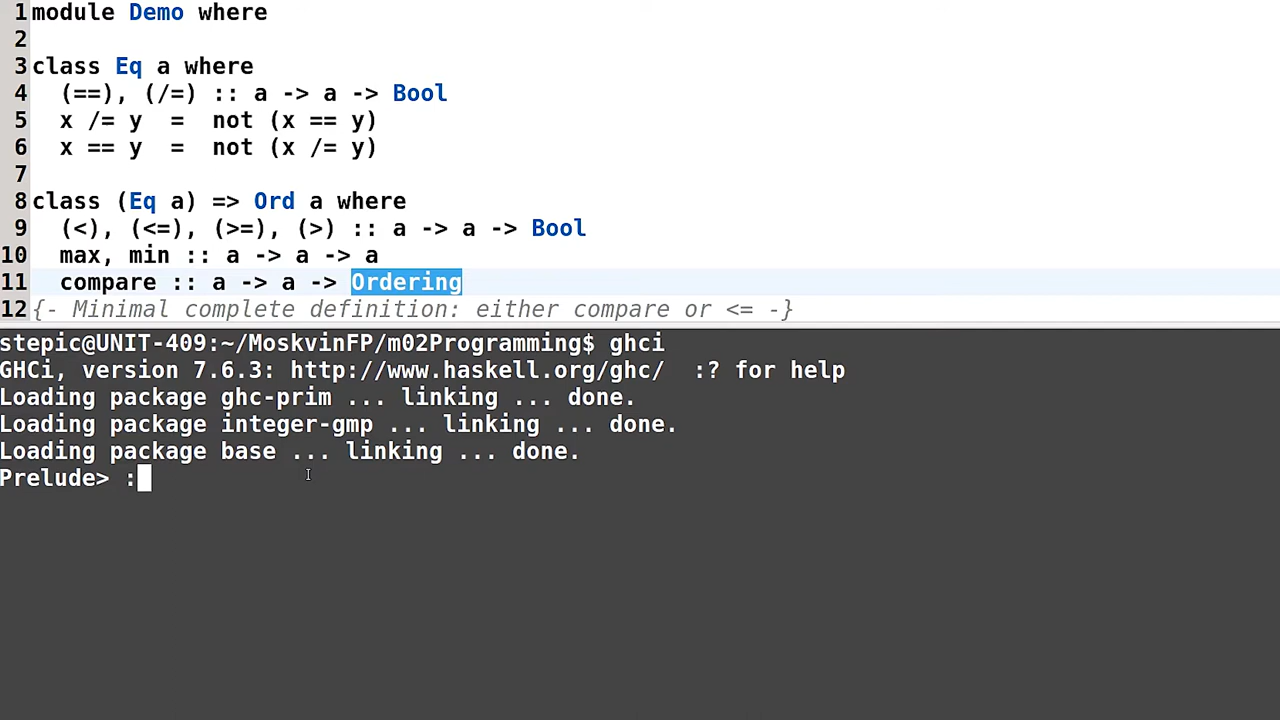 1 module Demo where
2
3 class Eq a where
4   (==), (/=) :: a -> a -> Bool
5   x /= y  =  not (x == y)
6   x == y  =  not (x /= y)
7
8 class (Eq a) => Ord a where
9   (<), (<=), (>=), (>) :: a -> a -> Bool
10   max, min :: a -> a -> a
11   compare :: a -> a -> Ordering
12 {- Minimal complete definition: either compare or <= -}
stepic@UNIT-409:~/MoskvinFP/m02Programming$ ghci
GHCi, version 7.6.3: http://www.haskell.org/ghc/  :? for help
Loading package ghc-prim ... linking ... done.
Loading package integer-gmp ... linking ... done.
Loading package base ... linking ... done.
Prelude> :